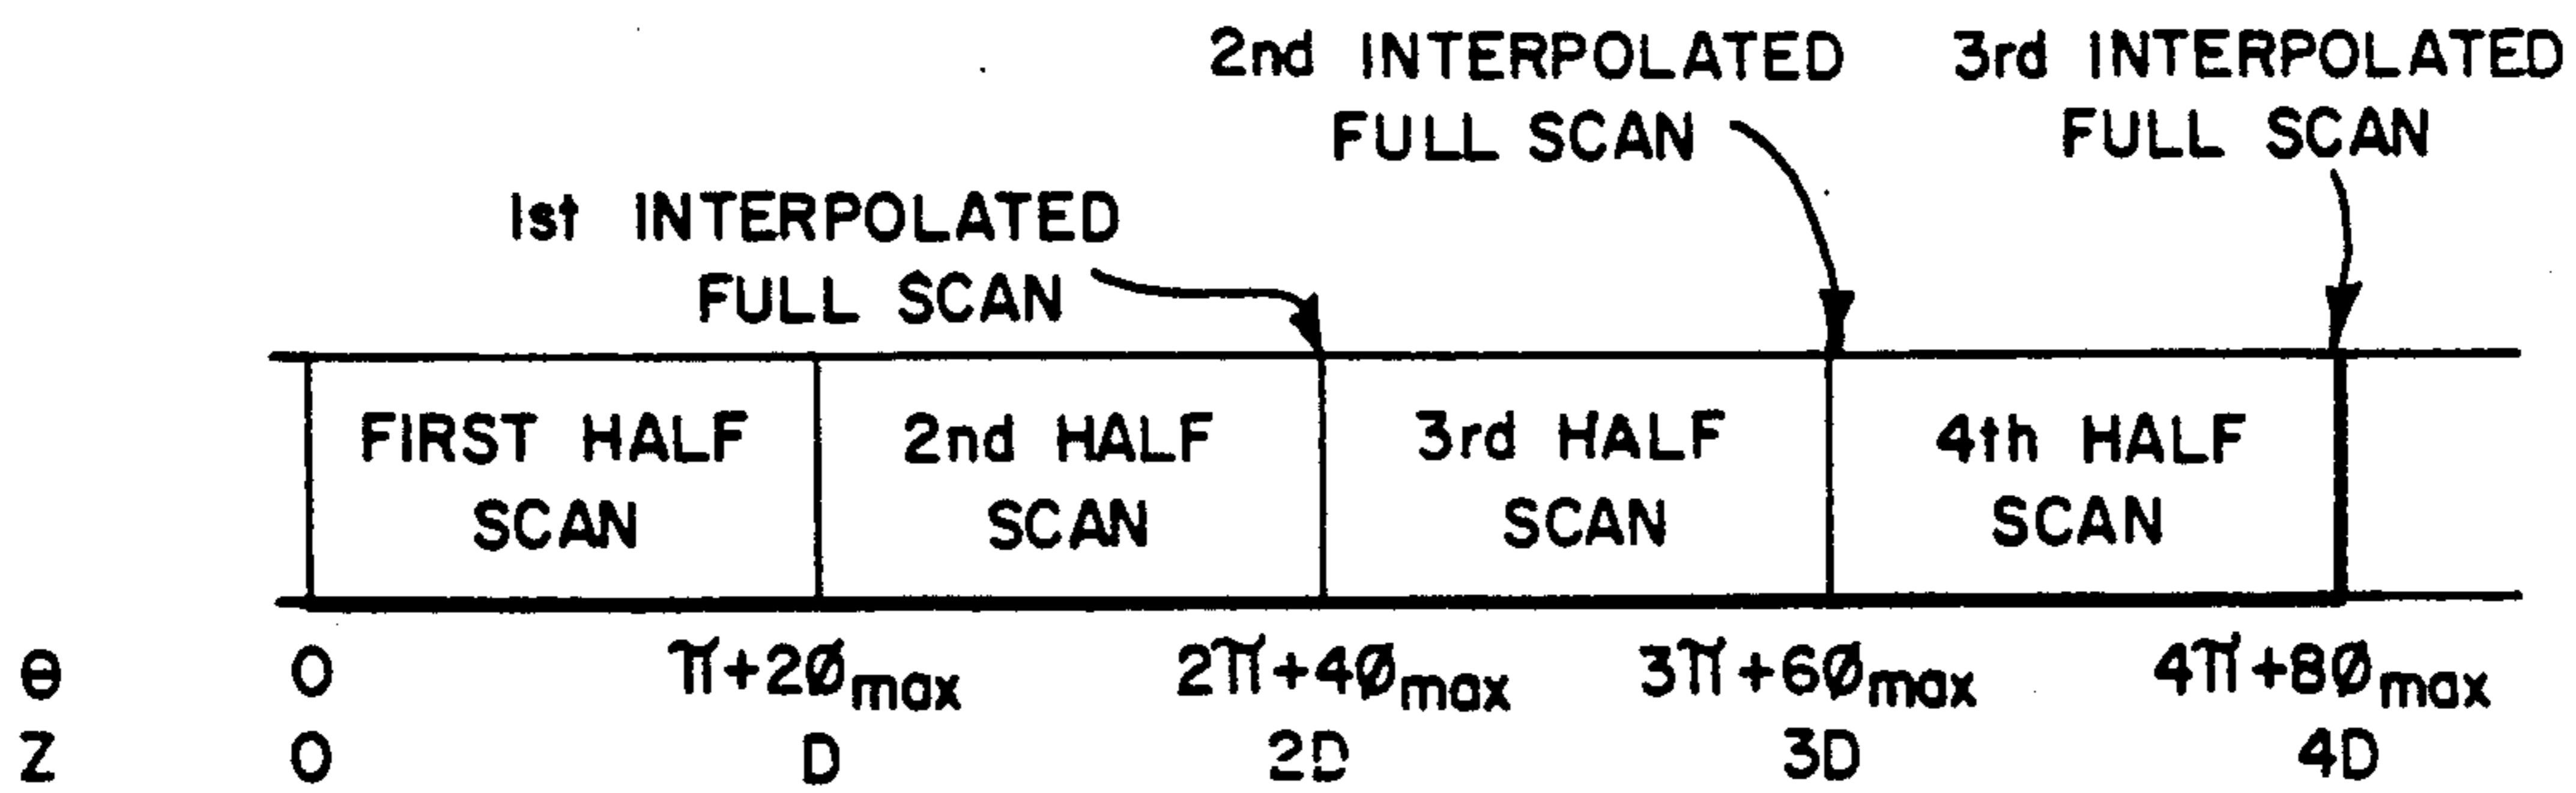 2nd INTERPOLATED
FULL SCAN
3rd INTERPOLATED
FULL SCAN
1st INTERPOLATED
FULL SCAN
FIRST HALF
SCAN
2nd HALF
SCAN
3rd HALF
SCAN
4th HALF
SCAN
Θ 0 π+2Ømax 2π+4Ømax 3π+6Ømax 4π+8Ømax
Z 0 D 2D 3D 4D